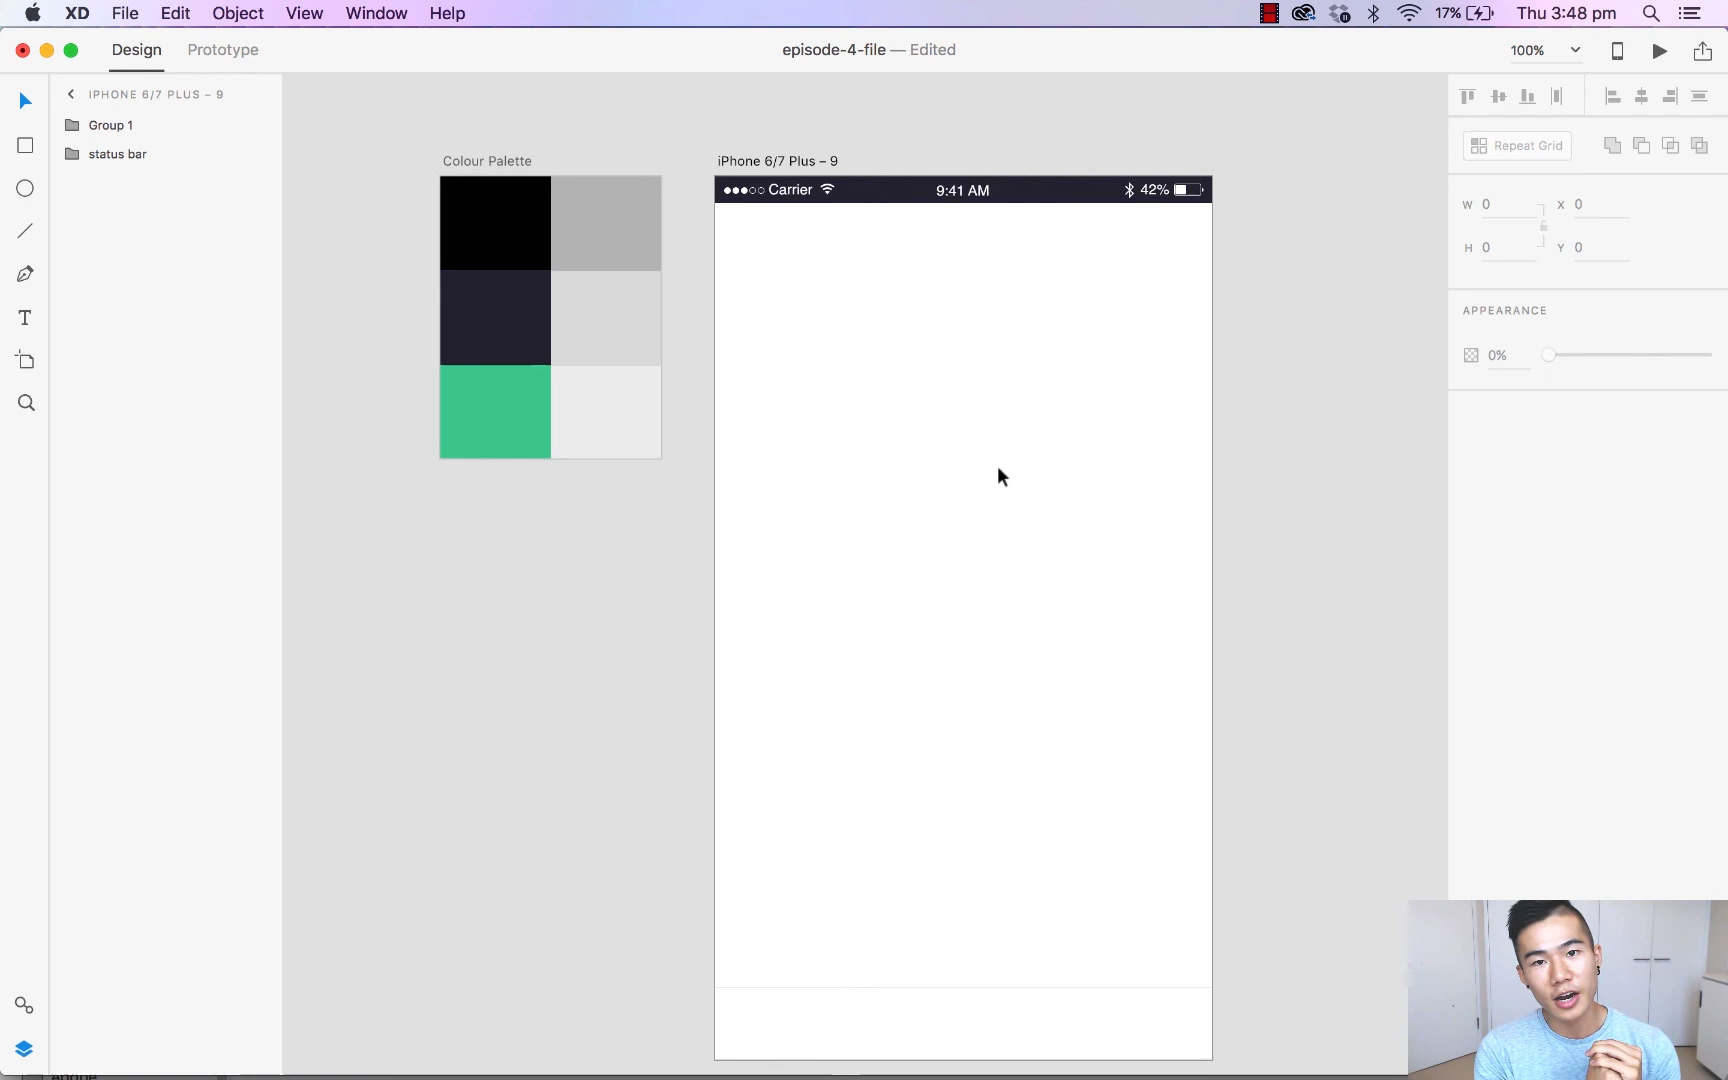 XD File Edit Object View Window Help 17% Thu 3:48 pm
Design Prototype episode-4-file — Edited 100%
IPHONE 6/7 PLUS – 9
Group 1
status bar
Colour Palette
iPhone 6/7 Plus – 9
Carrier 9:41 AM 42%
Repeat Grid
W 0 X 0
H 0 Y 0
APPEARANCE
0%
T